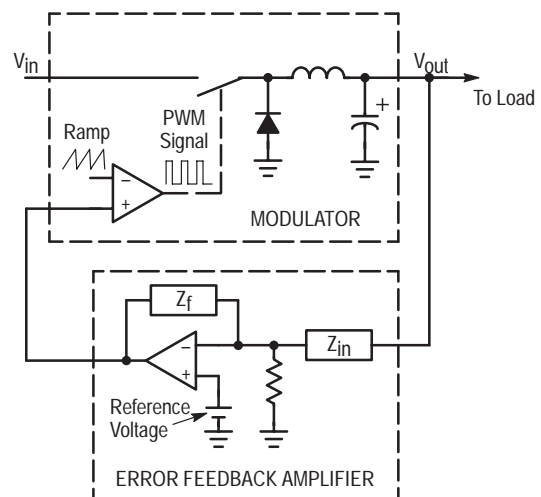 Vin
Vout
To Load
Ramp
PWM
Signal
−
+
+
MODULATOR
Zf
−
+
Zin
Reference
Voltage
ERROR FEEDBACK AMPLIFIER